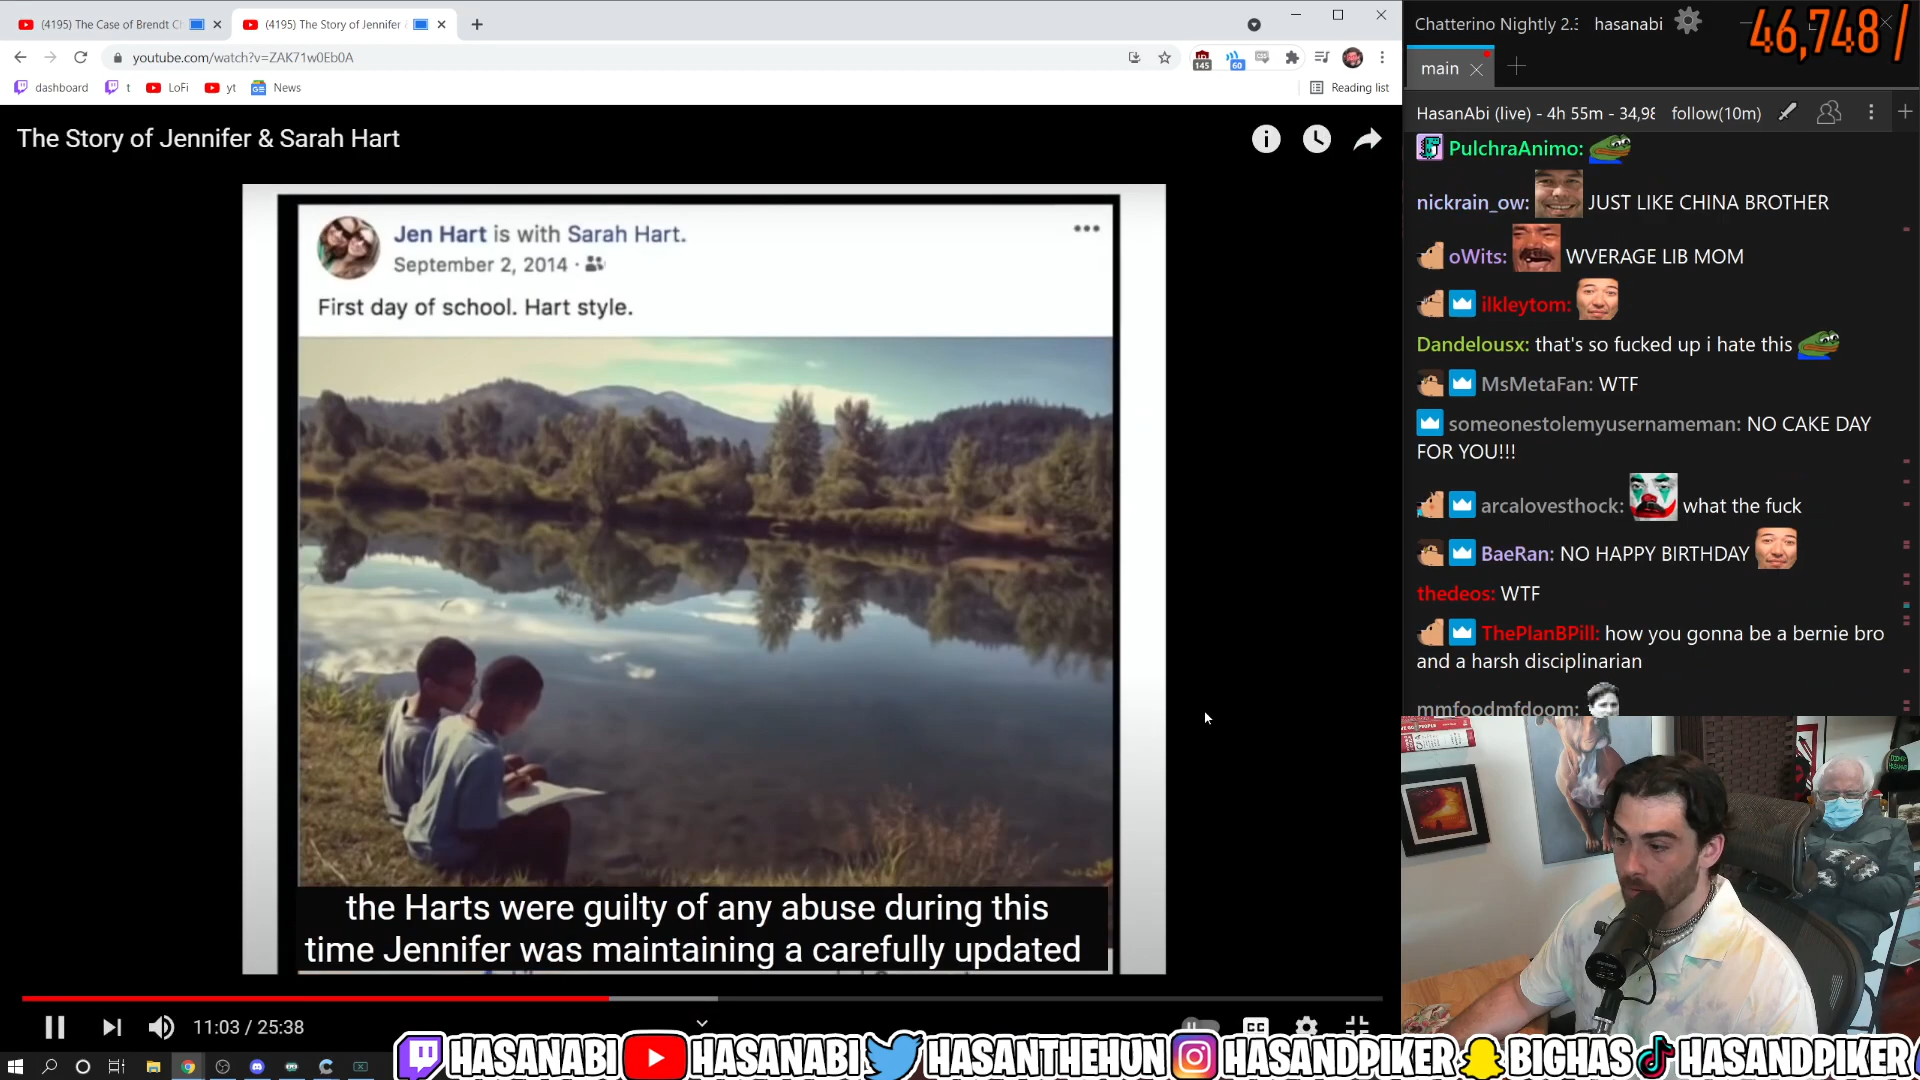 (4195) The Case of Brendt C
(4195) The Story of Jennifer
youtube.com/watch?v=ZAK71w0Eb0A
145
60
dashboard
t
LoFi
yt
News
Reading list
The Story of Jennifer & Sarah Hart
Jen Hart is with Sarah Hart.
September 2, 2014 ·
First day of school. Hart style.
the Harts were guilty of any abuse during this
time Jennifer was maintaining a carefully updated
11:03 / 25:38
CC
Chatterino Nightly 2.
hasanabi
46,748 /
main
HasanAbi (live) - 4h 55m - 34,98
follow(10m)
PulchraAnimo:
nickrain_ow: JUST LIKE CHINA BROTHER
oWits: WVERAGE LIB MOM
ilkleytom:
Dandelousx: that's so fucked up i hate this
MsMetaFan: WTF
someonestolemyusernameman: NO CAKE DAY
FOR YOU!!!
arcalovesthock: what the fuck
BaeRan: NO HAPPY BIRTHDAY
thedeos: WTF
ThePlanBPill: how you gonna be a bernie bro
and a harsh disciplinarian
mmfoodmfdoom:
HASANABI HASANABI HASANTHEHUN HASANDPIKER BIGHAS HASANDPIKER